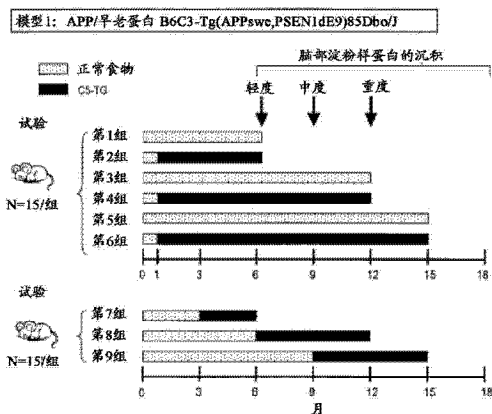 模型1: APP/早老蛋白 B6C3-Tg(APPswe,PSEN1dE9)85Dbo/J
脑部淀粉样蛋白的沉积
正常食物
C5-TG
轻度 中度 重度
试验
N=15/组
第1组
第2组
第3组
第4组
第5组
第6组
0 1 3 6 9 12 15 18
试验
N=15/组
第7组
第8组
第9组
0 3 6 9 12 15 18
月